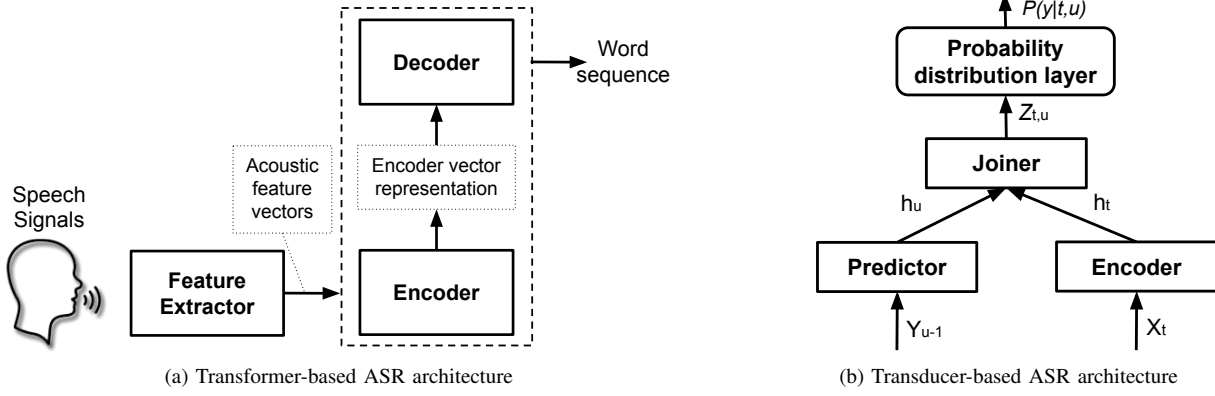 Speech
Signals
Feature
Extractor
Acoustic
feature
vectors
Encoder
Encoder vector
representation
Decoder
Word
sequence
(a) Transformer-based ASR architecture
P(y|t,u)
Probability
distribution layer
Zt,u
Joiner
hu
ht
Predictor
Encoder
Yu-1
Xt
(b) Transducer-based ASR architecture